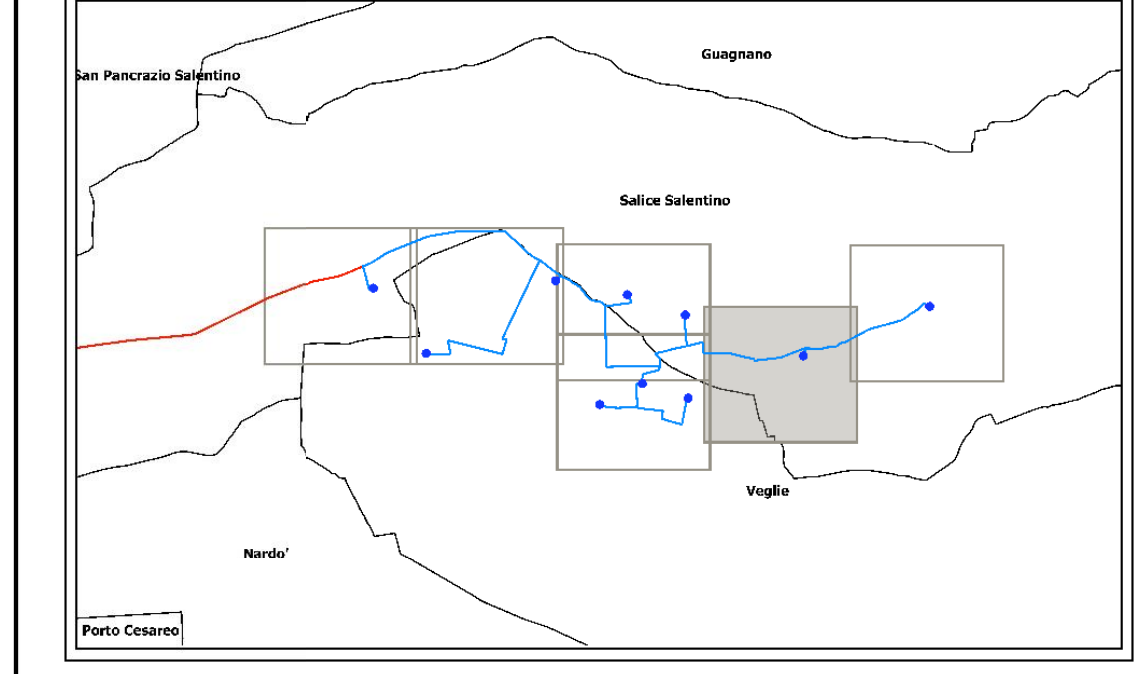 Guagnano
San Pancrazio Salentino
Salice Salentino
Veglie
Nardo'
Porto Cesareo